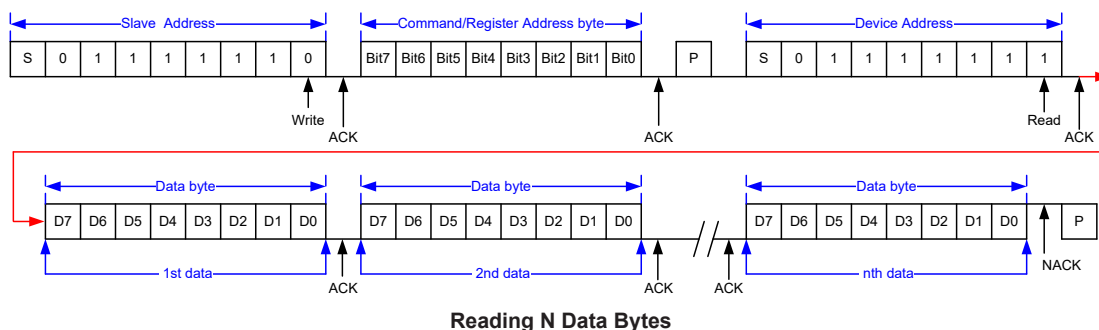 Slave Address Command/Register Address byte Device Address
S 0 1 1 1 1 1 1 0 Bit7 Bit6 Bit5 Bit4 Bit3 Bit2 Bit1 Bit0 P S 0 1 1 1 1 1 1 1
Write ACK ACK Read ACK
Data byte Data byte Data byte
D7 D6 D5 D4 D3 D2 D1 D0 D7 D6 D5 D4 D3 D2 D1 D0 D7 D6 D5 D4 D3 D2 D1 D0 P
1st data ACK 2nd data ACK ACK nth data NACK
Reading N Data Bytes